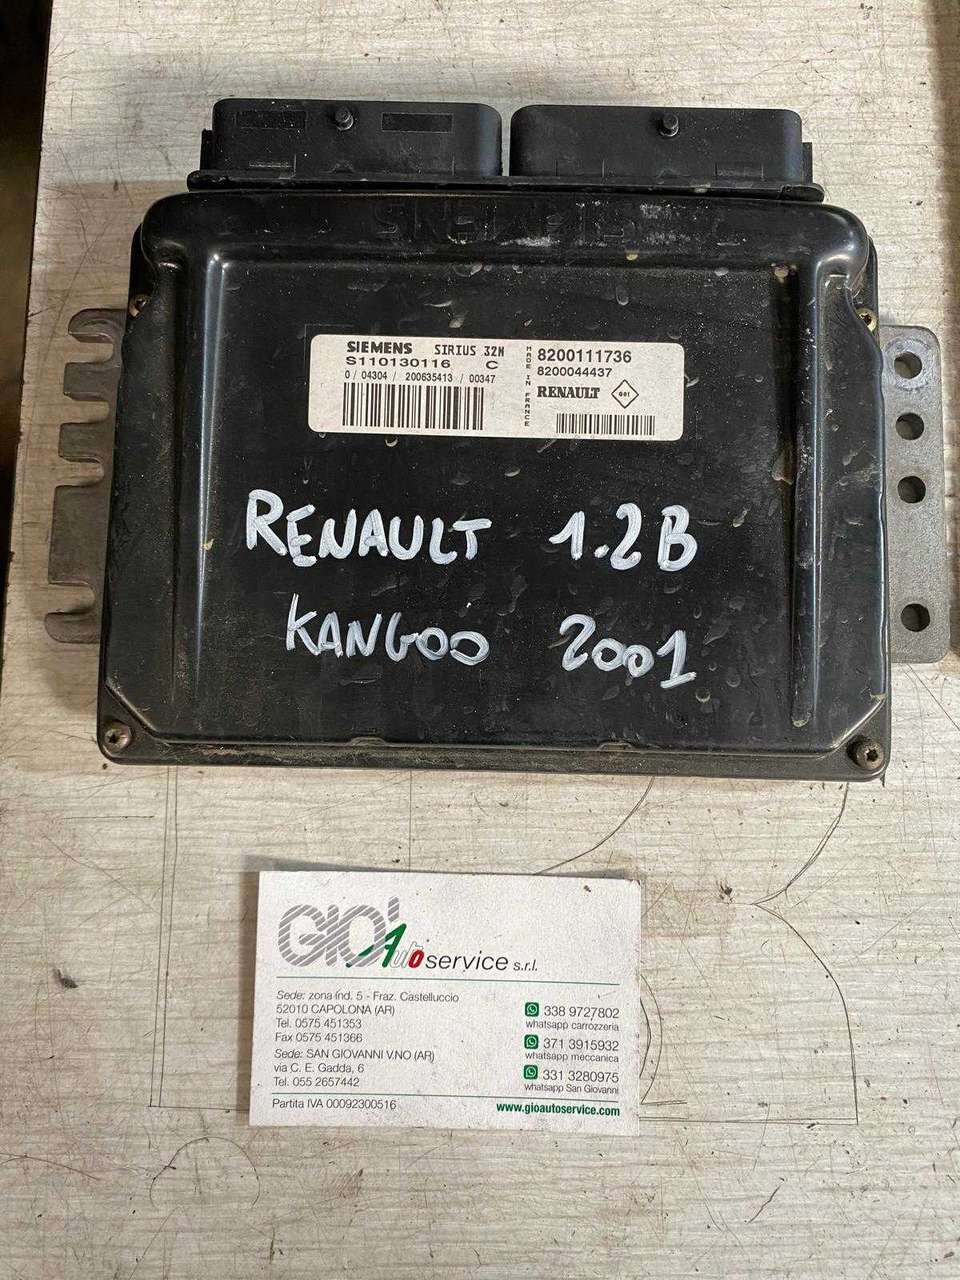 SIEMENS SIRIUS 32N
S110130116 C
0 / 04304 / 200635413 / 00347
MADE IN FRANCE
8200111736
8200044437
RENAULT 001
RENAULT 1.2B
KANGOO 2001
GIO' Auto service s.r.l.
Sede: zona ind. 5 - Fraz. Castelluccio
52010 CAPOLONA (AR)
Tel. 0575 451353
Fax 0575 451366
Sede: SAN GIOVANNI V.NO (AR)
via C. E. Gadda, 6
Tel. 055 2657442
Partita IVA 00092300516
338 9727802
whatsapp carrozzeria
371 3915932
whatsapp meccanica
331 3280975
whatsapp San Giovanni
www.gioautoservice.com